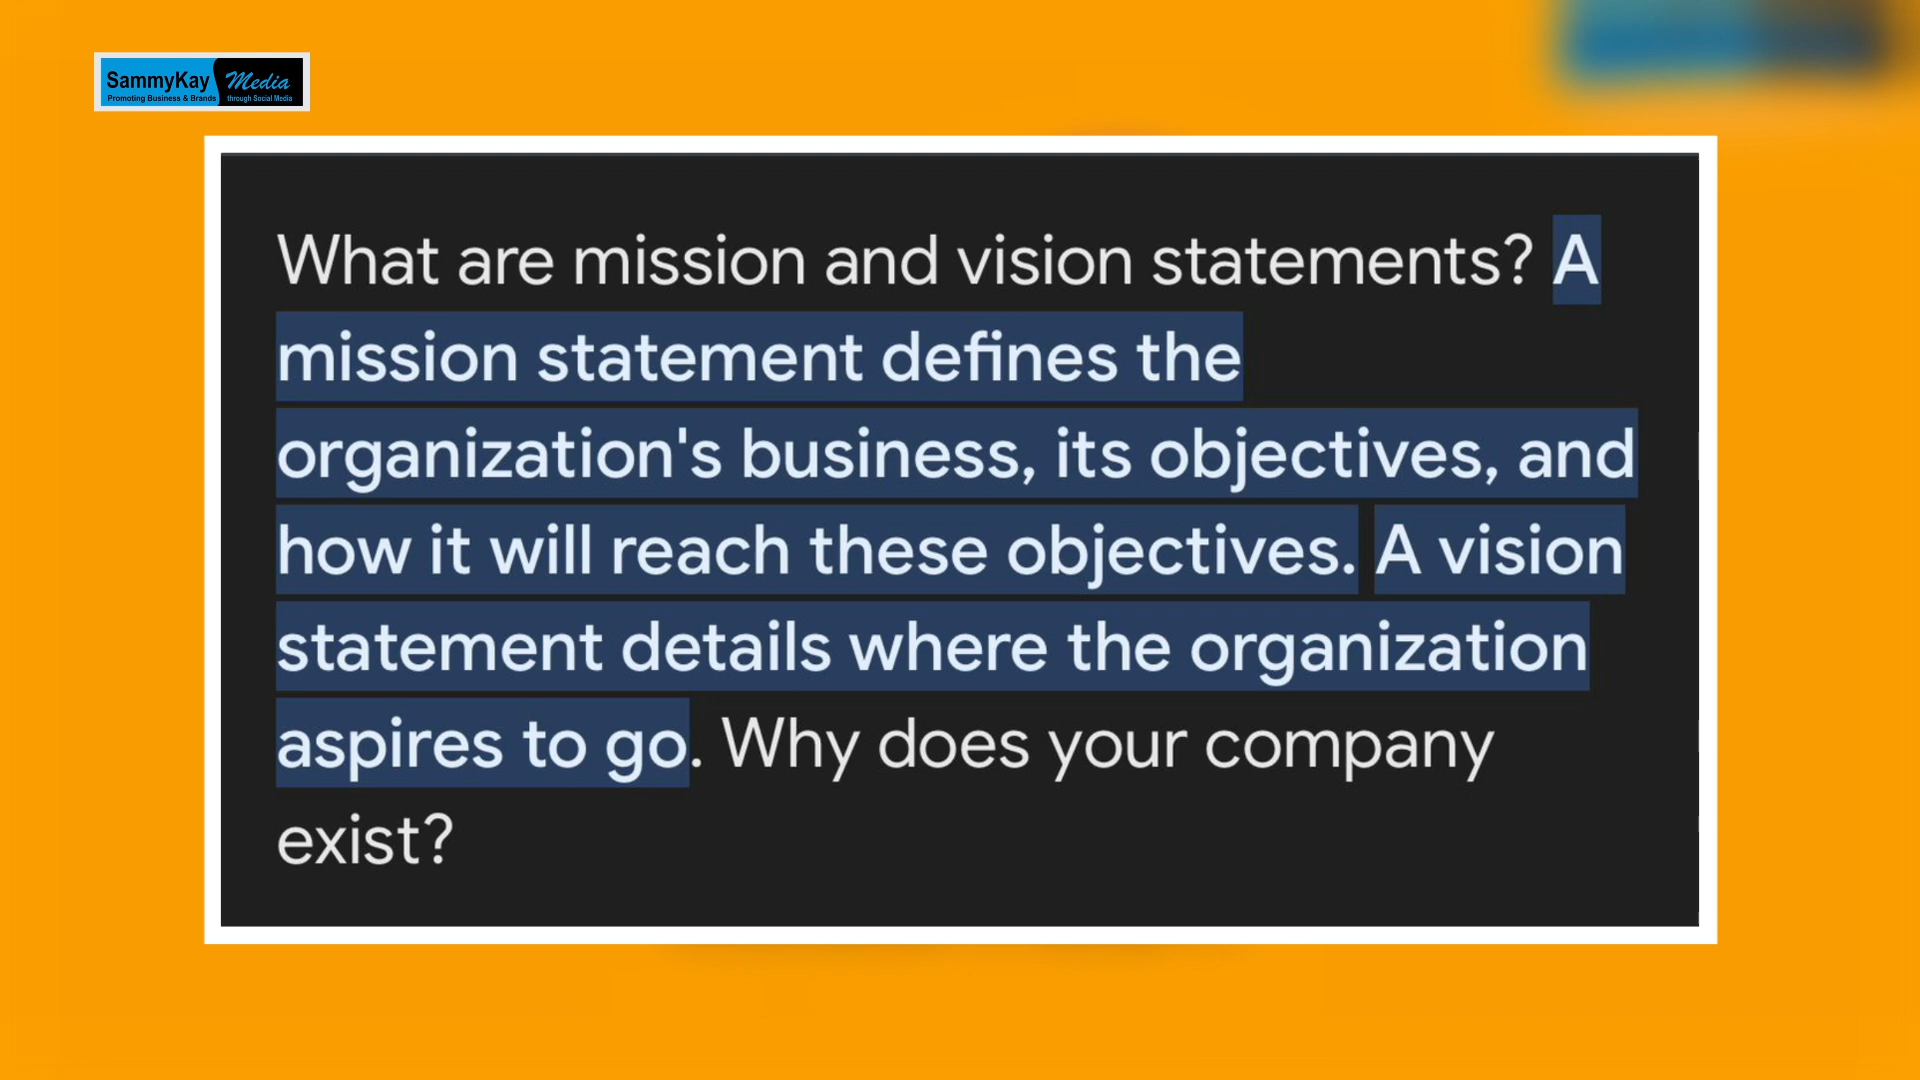 SammyKay Media
Promoting Business & Brands through Social Media
What are mission and vision statements? A
mission statement defines the
organization's business, its objectives, and
how it will reach these objectives. A vision
statement details where the organization
aspires to go. Why does your company
exist?